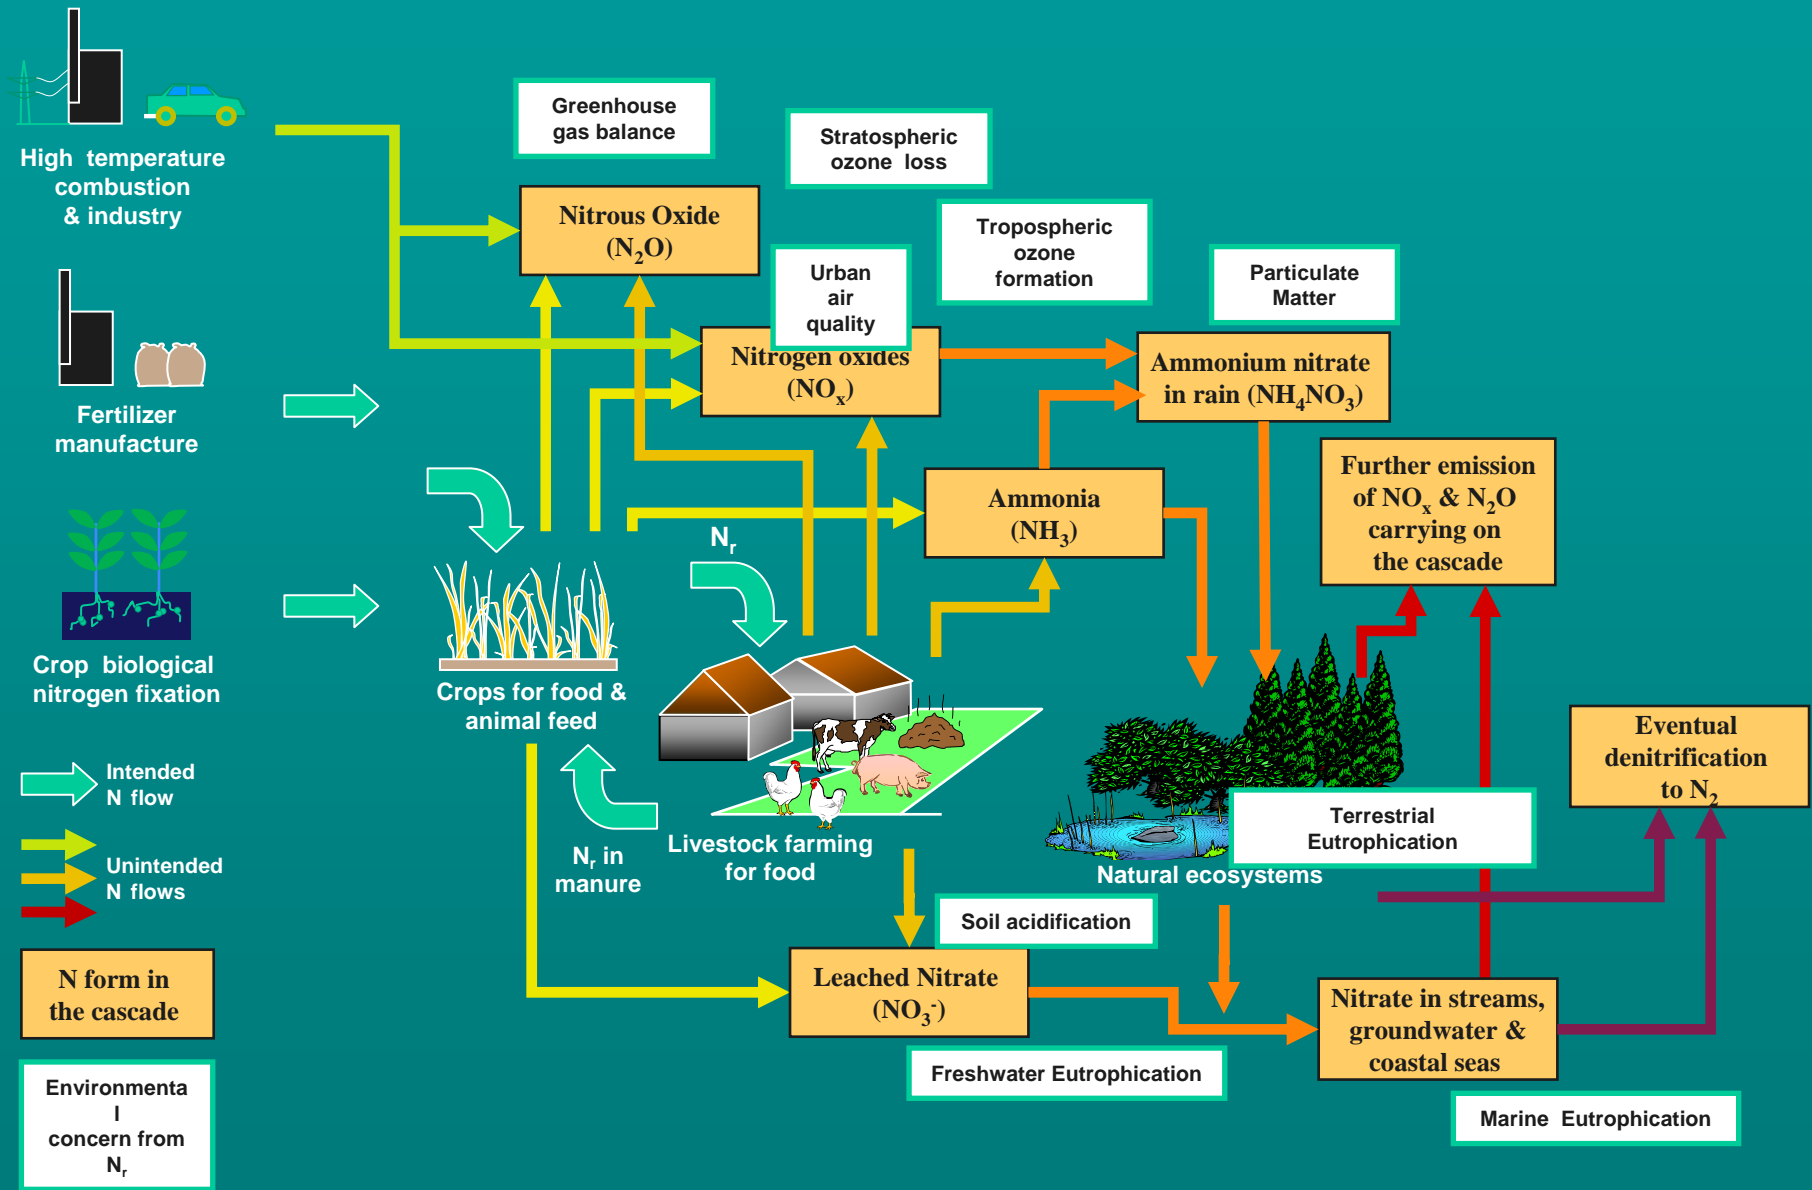 High temperature
combustion
& industry
Fertilizer
manufacture
Crop biological
nitrogen fixation
Intended
N flow
Unintended
N flows
N form in
the cascade
Environmenta
l
concern from
Nᵣ
Greenhouse
gas balance
Stratospheric
ozone loss
Nitrous Oxide
(N₂O)
Tropospheric
ozone
formation
Urban
air
quality
Particulate
Matter
Nitrogen oxides
(NOₓ)
Ammonium nitrate
in rain (NH₄NO₃)
Further emission
of NOₓ & N₂O
carrying on
the cascade
Ammonia
(NH₃)
Nᵣ
Crops for food &
animal feed
Nᵣ in
manure
Livestock farming
for food
Eventual
denitrification
to N₂
Terrestrial
Eutrophication
Natural ecosystems
Soil acidification
Leached Nitrate
(NO₃⁻)
Nitrate in streams,
groundwater &
coastal seas
Freshwater Eutrophication
Marine Eutrophication